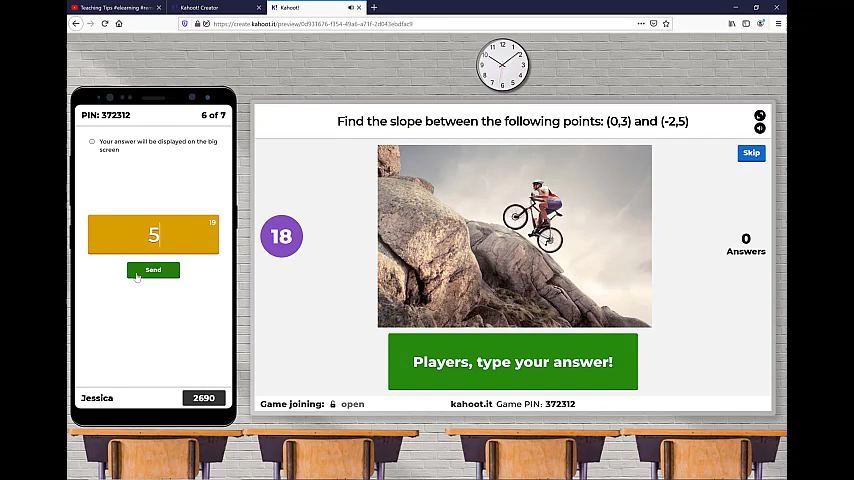 Teaching Tips #elearning #rem
Kahoot! Creator
K! Kahoot!
https://create.kahoot.it/preview/0d931676-f354-49a6-a71f-2d043ebdfac9
12
PIN: 372312
6 of 7
Your answer will be displayed on the big
screen
19
5
Send
Jessica
2690
Find the slope between the following points: (0,3) and (-2,5)
Skip
18
0
Answers
Players, type your answer!
Game joining: open
kahoot.it Game PIN: 372312